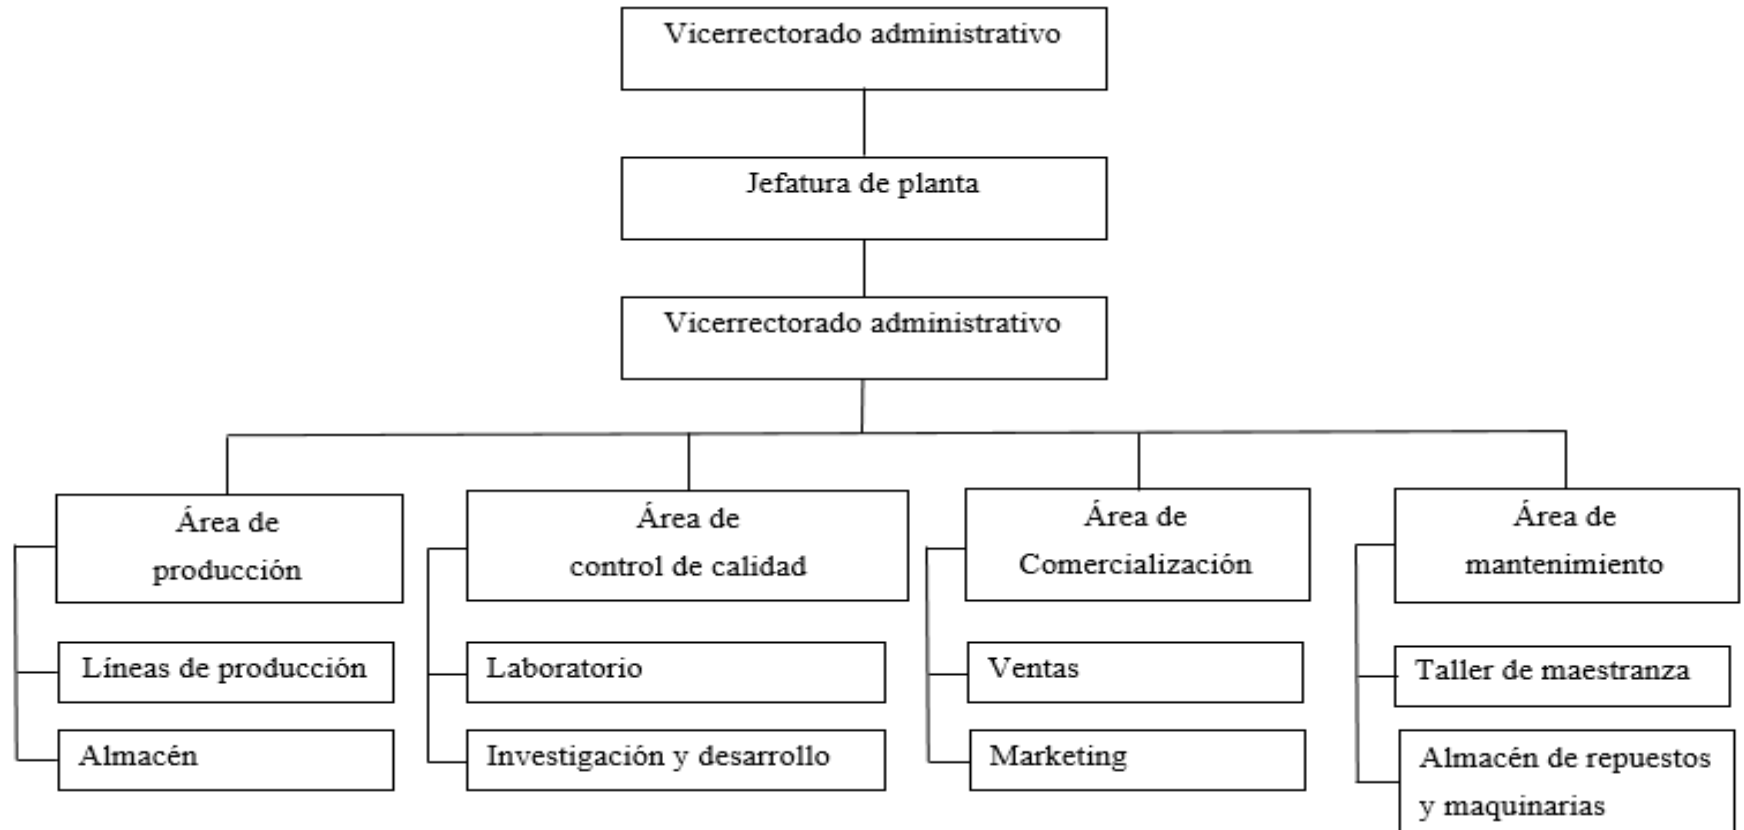 Vicerrectorado administrativo
Jefatura de planta
Vicerrectorado administrativo
Área de
producción
Líneas de producción
Almacén
Área de
control de calidad
Laboratorio
Investigación y desarrollo
Área de
Comercialización
Ventas
Marketing
Área de
mantenimiento
Taller de maestranza
Almacén de repuestos
y maquinarias